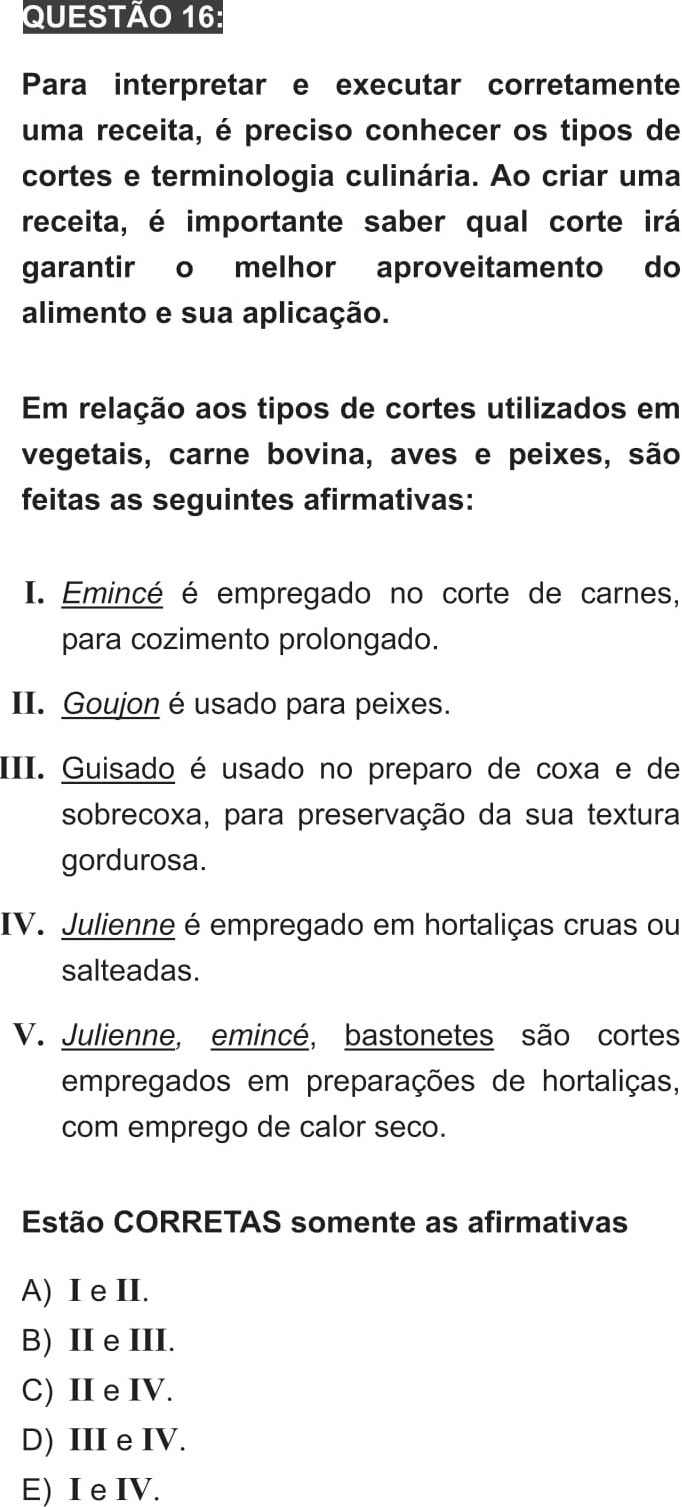 QUESTÃO 16:
Para interpretar e executar corretamente
uma receita, é preciso conhecer os tipos de
cortes e terminologia culinária. Ao criar uma
receita, é importante saber qual corte irá
garantir o melhor aproveitamento do
alimento e sua aplicação.
Em relação aos tipos de cortes utilizados em
vegetais, carne bovina, aves e peixes, são
feitas as seguintes afirmativas:
I. Emincé é empregado no corte de carnes,
para cozimento prolongado.
II. Goujon é usado para peixes.
III. Guisado é usado no preparo de coxa e de
sobrecoxa, para preservação da sua textura
gordurosa.
IV. Julienne é empregado em hortaliças cruas ou
salteadas.
V. Julienne, emincé, bastonetes são cortes
empregados em preparações de hortaliças,
com emprego de calor seco.
Estão CORRETAS somente as afirmativas
A) I e II.
B) II e III.
C) II e IV.
D) III e IV.
E) I e IV.